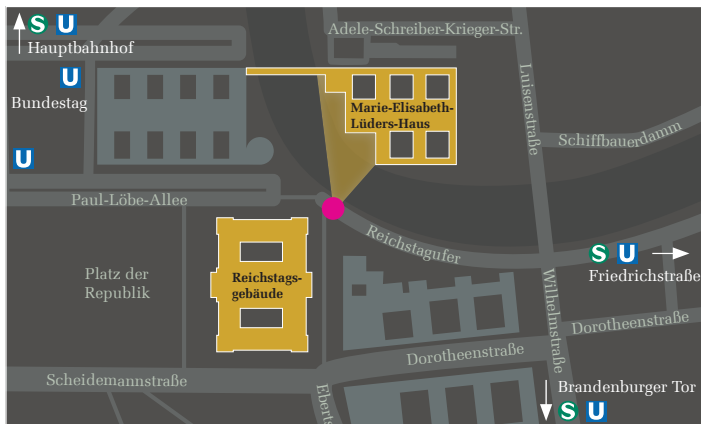 S U
Hauptbahnhof
U
Bundestag
U
Adele-Schreiber-Krieger-Str.
Marie-Elisabeth-
Lüders-Haus
Luisenstraße
Schiffbauerdamm
Paul-Löbe-Allee
Reichstagufer
S U
Friedrichstraße
Platz der
Republik
Reichstags-
gebäude
Wilhelmstraße
Dorotheenstraße
Dorotheenstraße
Scheidemannstraße
Eberts
Brandenburger Tor
S U